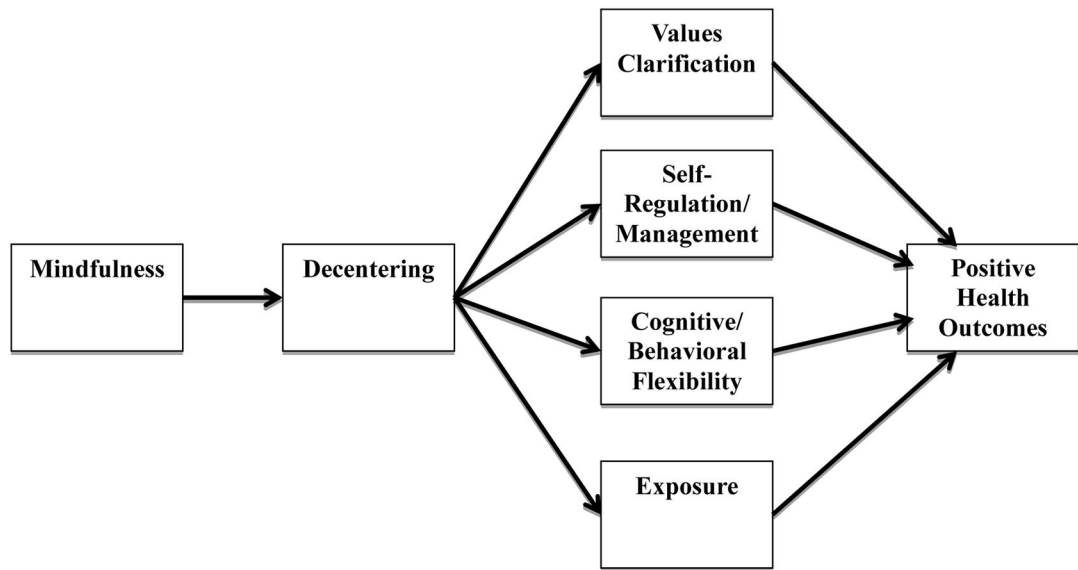 Mindfulness
Decentering
Values
Clarification
Self-
Regulation/
Management
Cognitive/
Behavioral
Flexibility
Exposure
Positive
Health
Outcomes